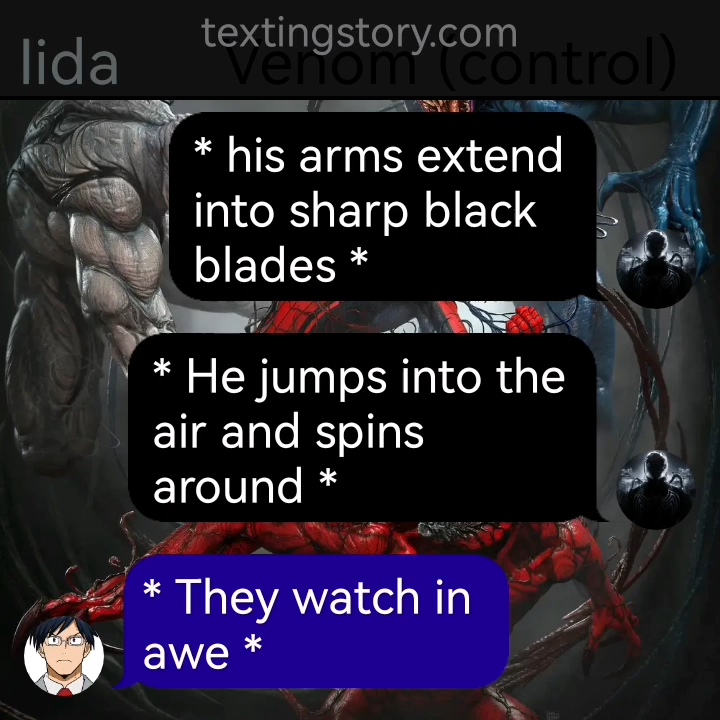 textingstory.com
Iida
Venom (control)
* his arms extend
into sharp black
blades *
* He jumps into the
air and spins
around *
* They watch in
awe *